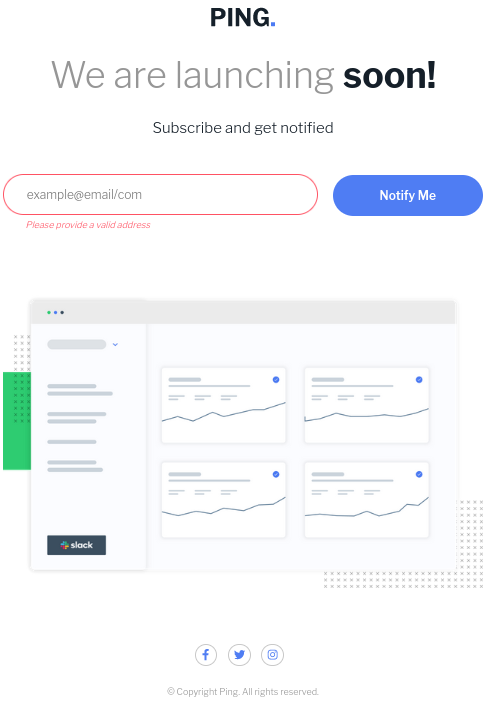 PING.
We are launching soon!
Subscribe and get notified
example@email/com
Notify Me
Please provide a valid address
slack
© Copyright Ping. All rights reserved.